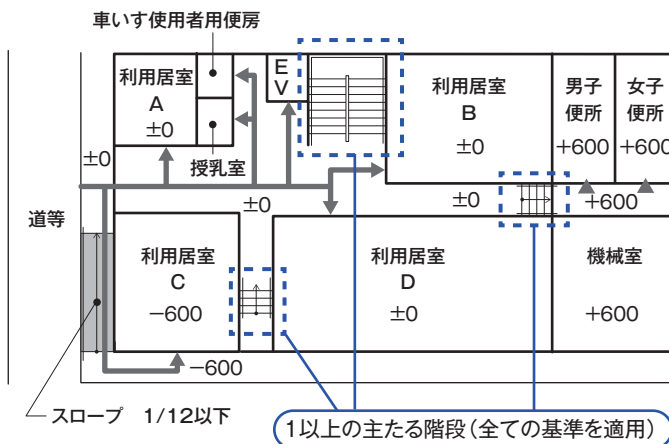 車いす使用者用便房
利用居室
A
±0
授乳室
E
V
利用居室
B
±0
男子
便所
+600
女子
便所
+600
±0
道等
±0
±0
+600
利用居室
C
−600
利用居室
D
±0
機械室
+600
−600
スロープ 1/12以下
1以上の主たる階段(全ての基準を適用)